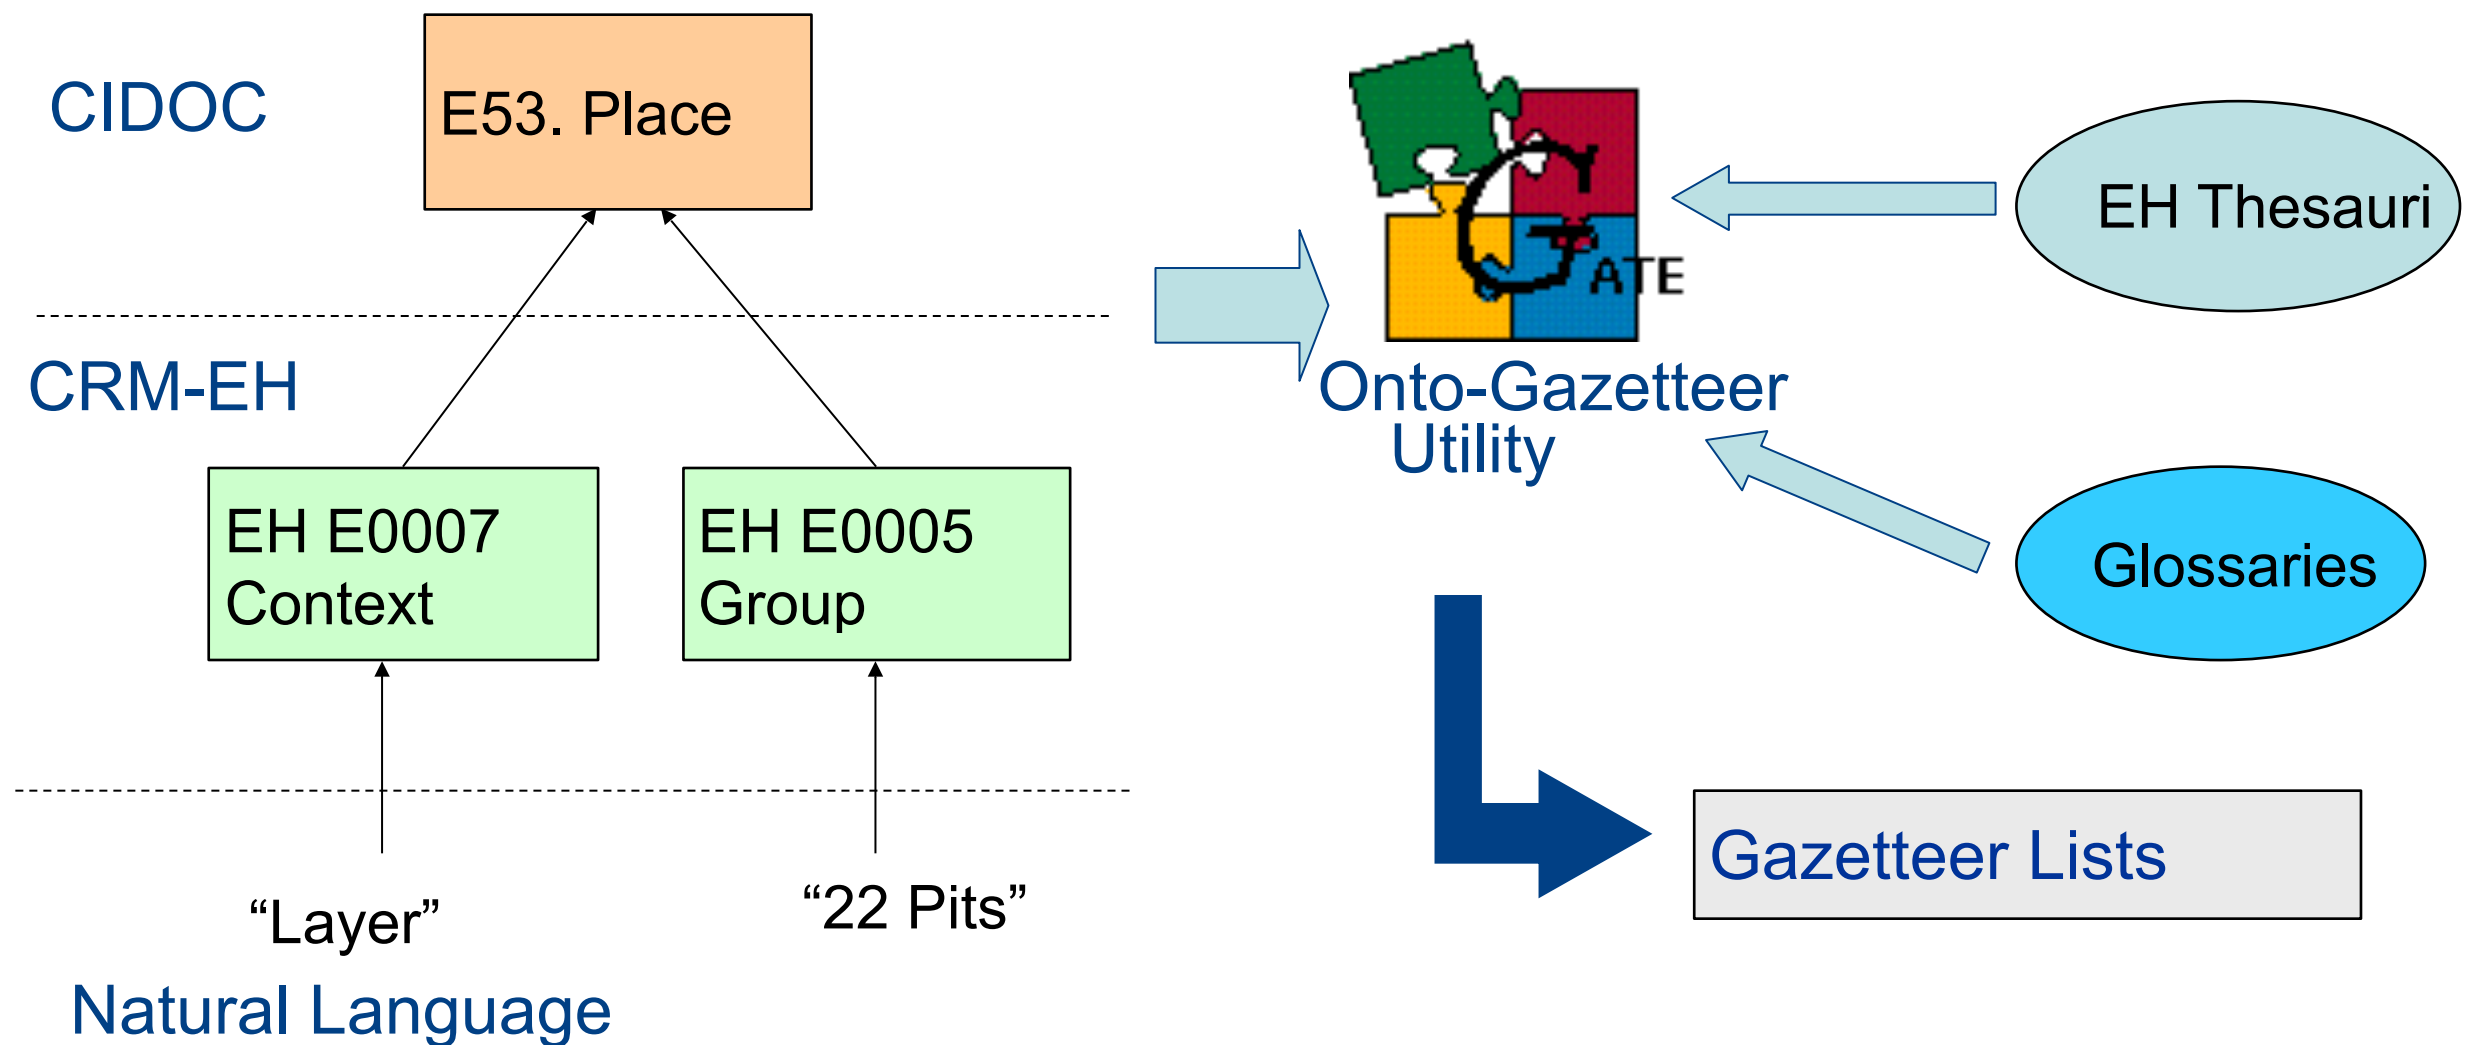 CIDOC
E53. Place
CRM-EH
EH E0007
Context
EH E0005
Group
“Layer”
“22 Pits”
Natural Language
GATE
Onto-Gazetteer
Utility
EH Thesauri
Glossaries
Gazetteer Lists